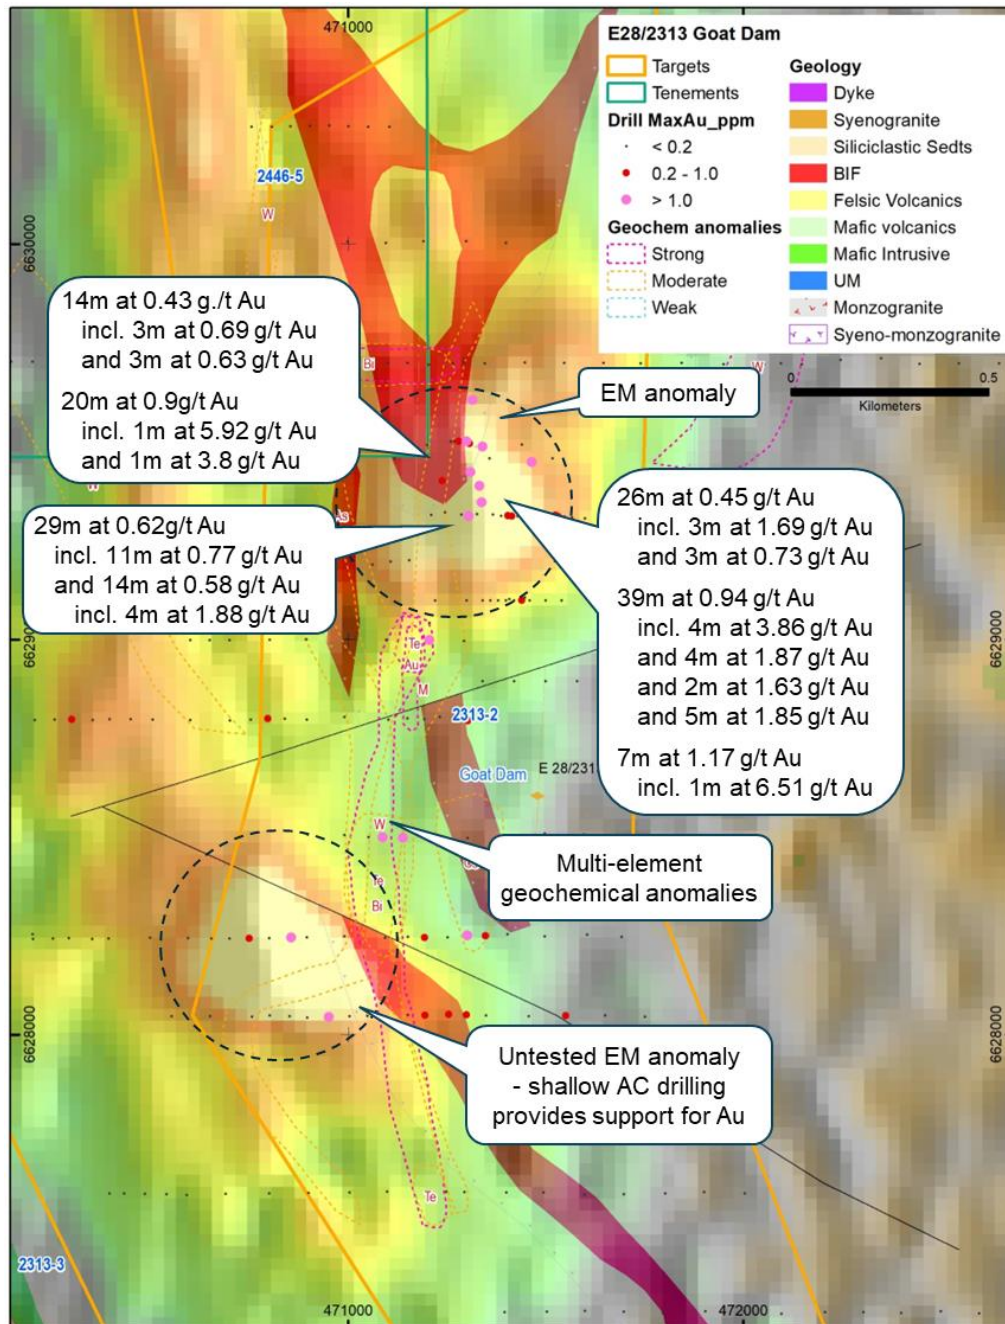 471000
E28/2313 Goat Dam
Targets
Tenements
Drill MaxAu_ppm
< 0.2
0.2 - 1.0
> 1.0
Geochem anomalies
Strong
Moderate
Weak
Geology
Dyke
Syenogranite
Siliciclastic Sedts
BIF
Felsic Volcanics
Mafic volcanics
Mafic Intrusive
UM
Monzogranite
Syeno-monzogranite
0 0.5
Kilometers
2446-5
W
6630000
14m at 0.43 g./t Au
incl. 3m at 0.69 g/t Au
and 3m at 0.63 g/t Au
20m at 0.9g/t Au
incl. 1m at 5.92 g/t Au
and 1m at 3.8 g/t Au
Bi
W
EM anomaly
W
As
29m at 0.62g/t Au
incl. 11m at 0.77 g/t Au
and 14m at 0.58 g/t Au
incl. 4m at 1.88 g/t Au
26m at 0.45 g/t Au
incl. 3m at 1.69 g/t Au
and 3m at 0.73 g/t Au
39m at 0.94 g/t Au
incl. 4m at 3.86 g/t Au
and 4m at 1.87 g/t Au
and 2m at 1.63 g/t Au
and 5m at 1.85 g/t Au
7m at 1.17 g/t Au
incl. 1m at 6.51 g/t Au
6629000
6629000
Te
Au
M
2313-2
Goat Dam
E 28/231
W
Multi-element
geochemical anomalies
Te
Bi
6628000
6628000
Untested EM anomaly
- shallow AC drilling
provides support for Au
Te
2313-3
471000
472000